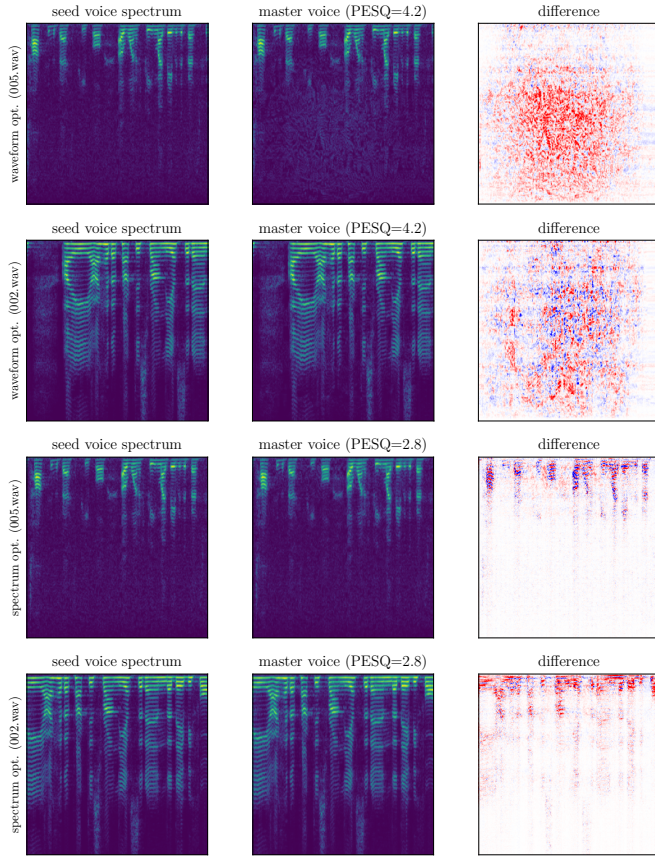 seed voice spectrum
master voice (PESQ=4.2)
difference
waveform opt. (005.wav)
seed voice spectrum
master voice (PESQ=4.2)
difference
waveform opt. (002.wav)
seed voice spectrum
master voice (PESQ=2.8)
difference
spectrum opt. (005.wav)
seed voice spectrum
master voice (PESQ=2.8)
difference
spectrum opt. (002.wav)